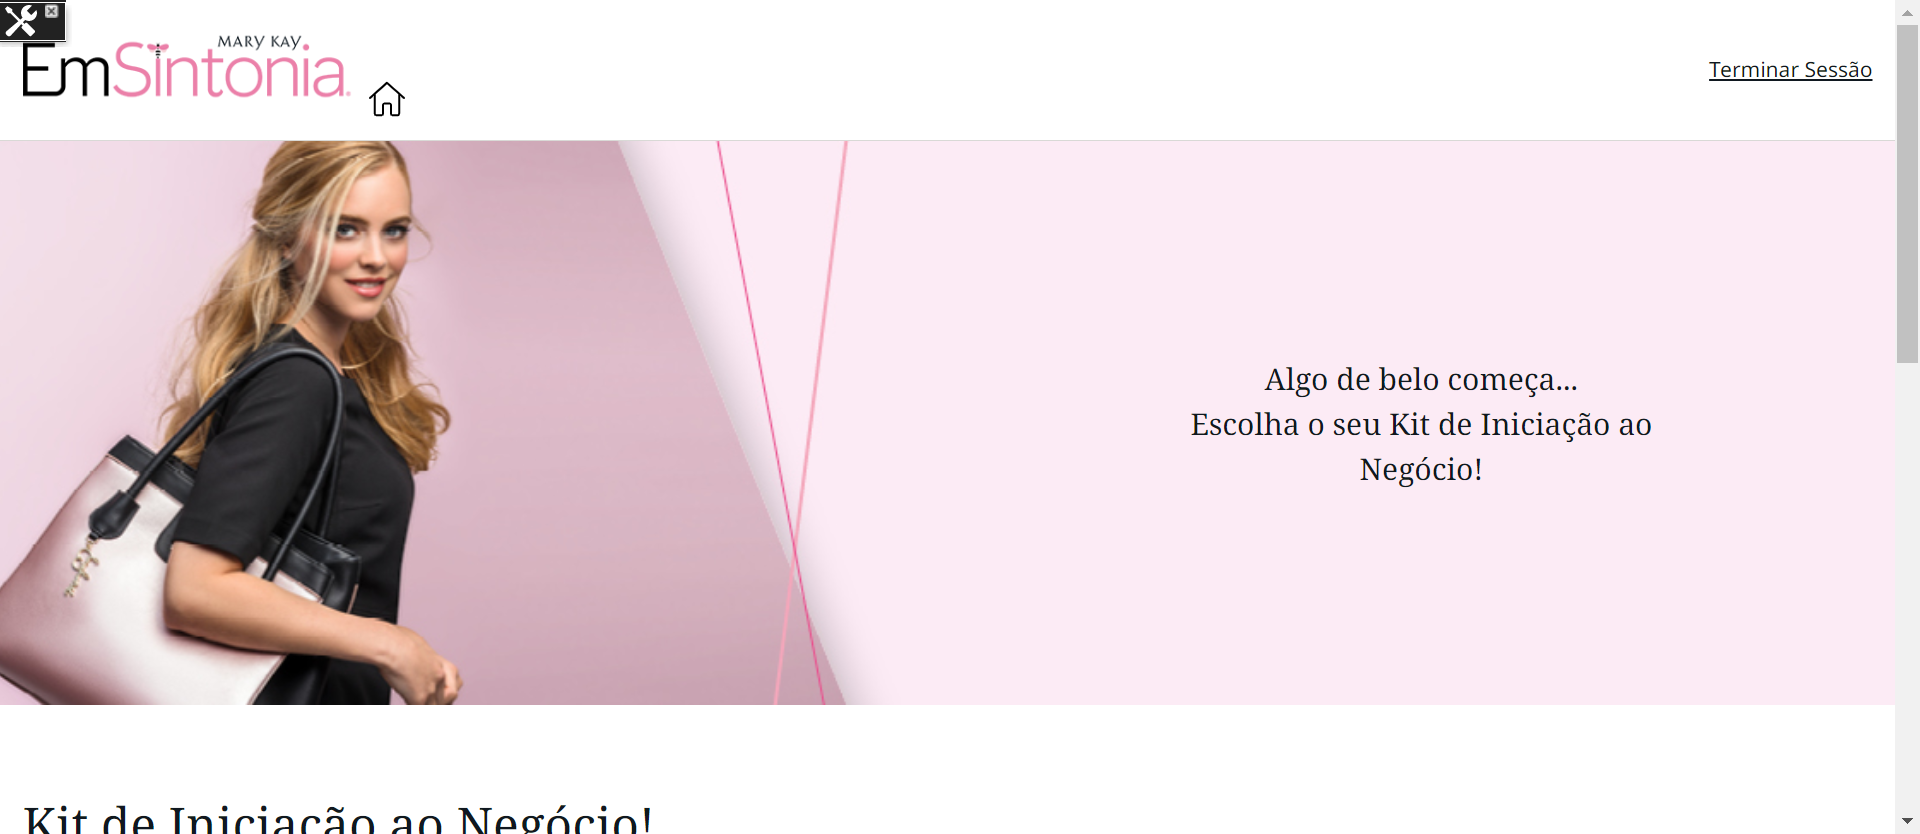 MARY KAY
EmSintonia.
Terminar Sessão
Algo de belo começa...
Escolha o seu Kit de Iniciação ao
Negócio!
Kit de Iniciação ao Negócio!